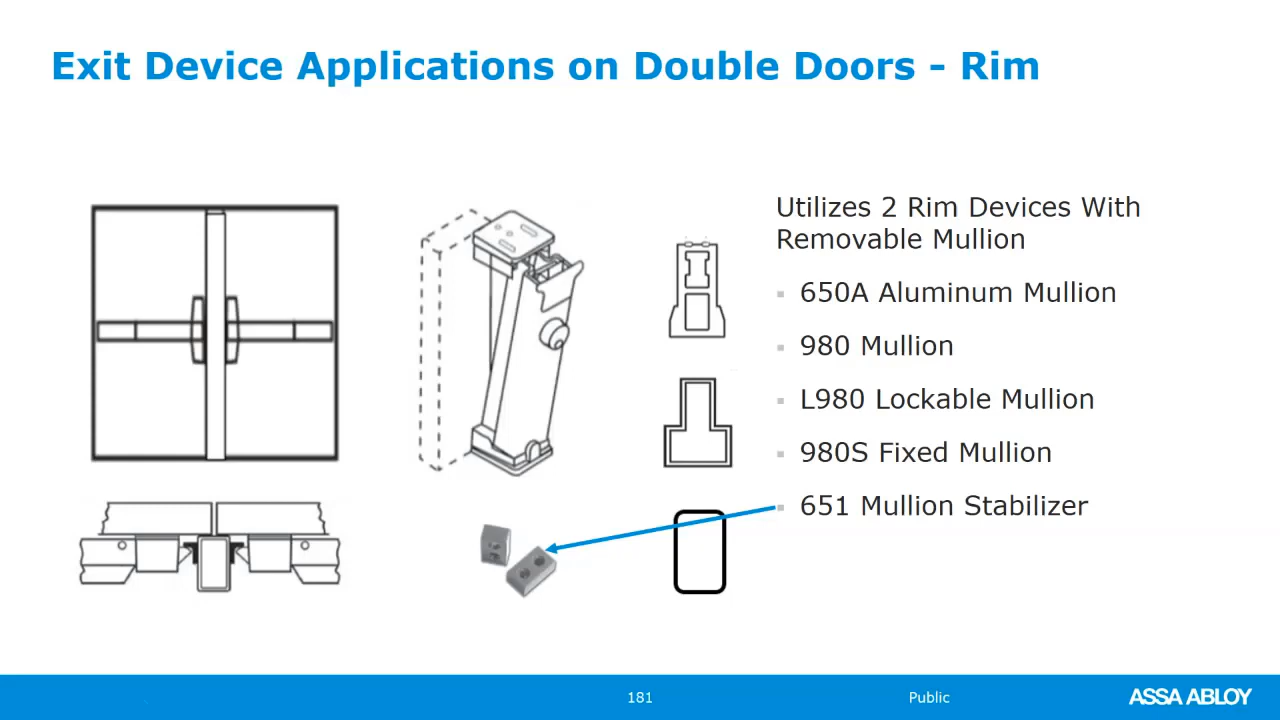 Exit Device Applications on Double Doors - Rim
Utilizes 2 Rim Devices With
Removable Mullion
650A Aluminum Mullion
980 Mullion
L980 Lockable Mullion
980S Fixed Mullion
651 Mullion Stabilizer
181
Public
ASSA ABLOY